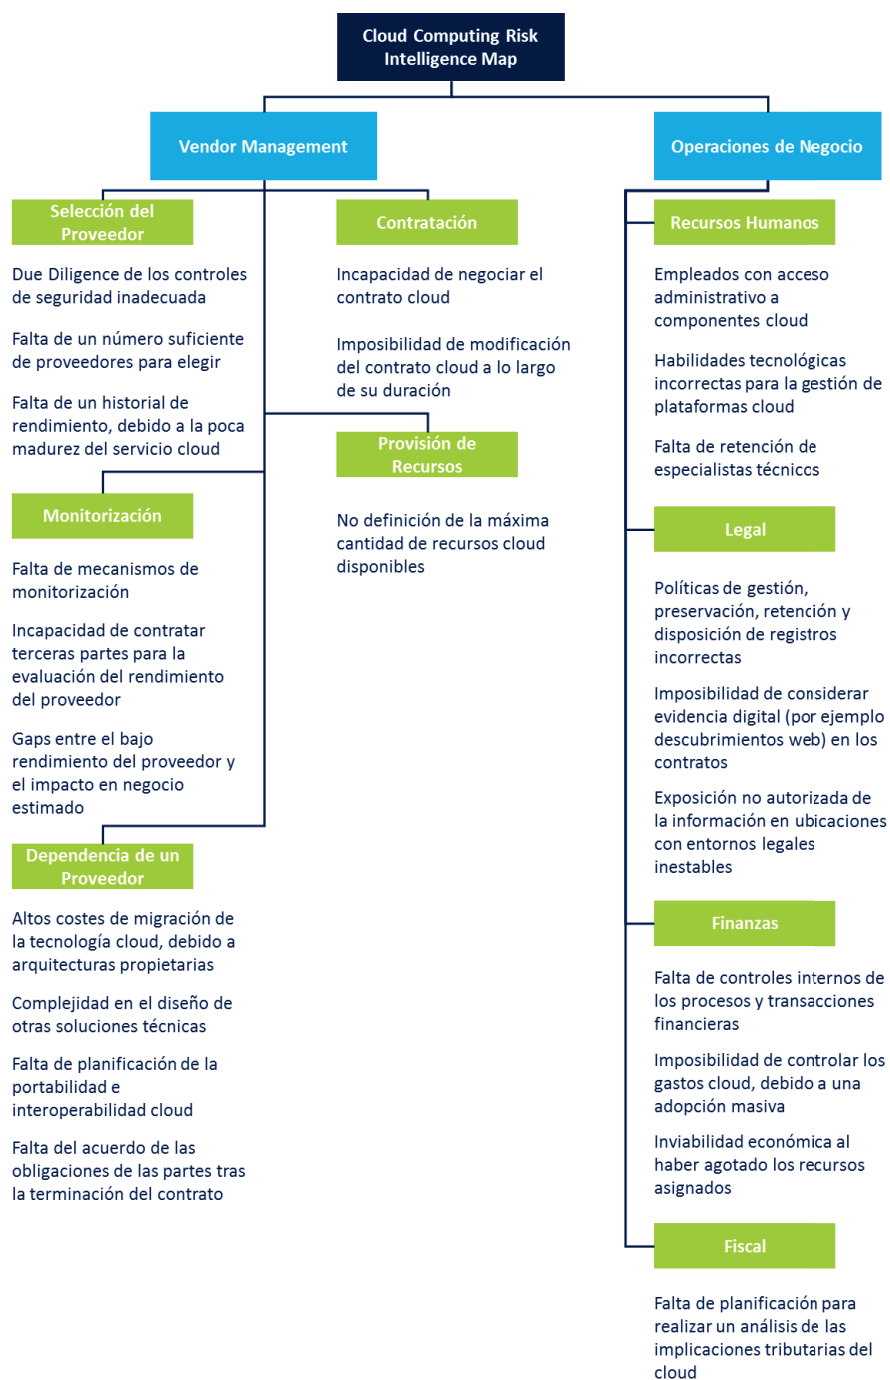 Cloud Computing Risk
Intelligence Map
Vendor Management
Selección del
Proveedor
Due Diligence de los controles
de seguridad inadecuada
Falta de un número suficiente
de proveedores para elegir
Falta de un historial de
rendimiento, debido a la poca
madurez del servicio cloud
Contratación
Incapacidad de negociar el
contrato cloud
Imposibilidad de modificación
del contrato cloud a lo largo
de su duración
Provisión de
Recursos
No definición de la máxima
cantidad de recursos cloud
disponibles
Monitorización
Falta de mecanismos de
monitorización
Incapacidad de contratar
terceras partes para la
evaluación del rendimiento
del proveedor
Gaps entre el bajo
rendimiento del proveedor y
el impacto en negocio
estimado
Dependencia de un
Proveedor
Altos costes de migración de
la tecnología cloud, debido a
arquitecturas propietarias
Complejidad en el diseño de
otras soluciones técnicas
Falta de planificación de la
portabilidad e
interoperabilidad cloud
Falta del acuerdo de las
obligaciones de las partes tras
la terminación del contrato
Operaciones de Negocio
Recursos Humanos
Empleados con acceso
administrativo a
componentes cloud
Habilidades tecnológicas
incorrectas para la gestión de
plataformas cloud
Falta de retención de
especialistas técnicos
Legal
Políticas de gestión,
preservación, retención y
disposición de registros
incorrectas
Imposibilidad de considerar
evidencia digital (por ejemplo
descubrimientos web) en los
contratos
Exposición no autorizada de
la información en ubicaciones
con entornos legales
inestables
Finanzas
Falta de controles internos de
los procesos y transacciones
financieras
Imposibilidad de controlar los
gastos cloud, debido a una
adopción masiva
Inviabilidad económica al
haber agotado los recursos
asignados
Fiscal
Falta de planificación para
realizar un análisis de las
implicaciones tributarias del
cloud